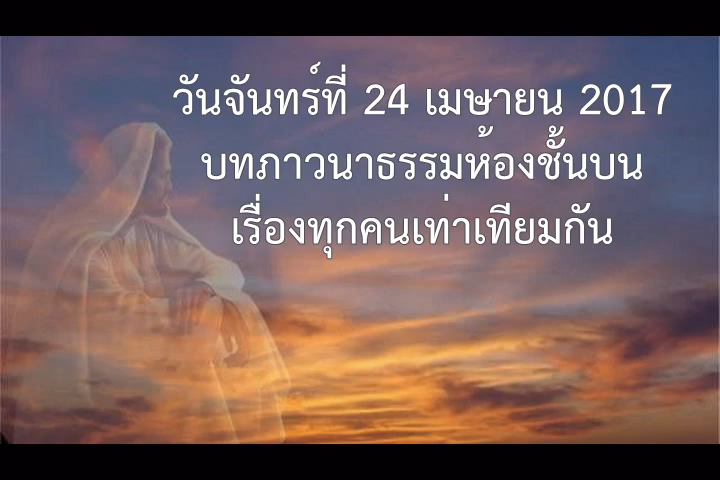 วันจันทร์ที่ 24 เมษายน 2017
บทภาวนาธรรมห้องชั้นบน
เรื่องทุกคนเท่าเทียมกัน